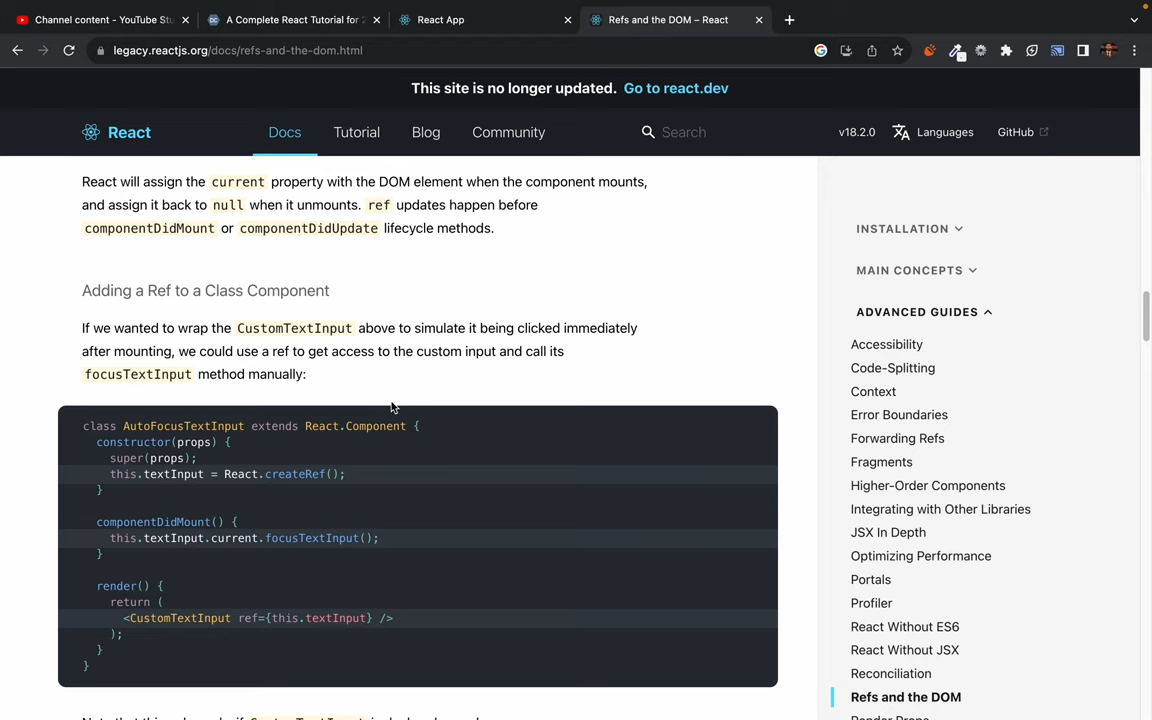 Channel content - YouTube Stu
A Complete React Tutorial for 2
React App
Refs and the DOM – React
legacy.reactjs.org/docs/refs-and-the-dom.html
This site is no longer updated. Go to react.dev
React
Docs
Tutorial
Blog
Community
Search
v18.2.0
Languages
GitHub
React will assign the current property with the DOM element when the component mounts,
and assign it back to null when it unmounts. ref updates happen before
componentDidMount or componentDidUpdate lifecycle methods.
Adding a Ref to a Class Component
If we wanted to wrap the CustomTextInput above to simulate it being clicked immediately
after mounting, we could use a ref to get access to the custom input and call its
focusTextInput method manually:
class AutoFocusTextInput extends React.Component {
constructor(props) {
super(props);
this.textInput = React.createRef();
}
componentDidMount() {
this.textInput.current.focusTextInput();
}
render() {
return (
<CustomTextInput ref={this.textInput} />
);
}
}
INSTALLATION
MAIN CONCEPTS
ADVANCED GUIDES
Accessibility
Code-Splitting
Context
Error Boundaries
Forwarding Refs
Fragments
Higher-Order Components
Integrating with Other Libraries
JSX In Depth
Optimizing Performance
Portals
Profiler
React Without ES6
React Without JSX
Reconciliation
Refs and the DOM
Render Props